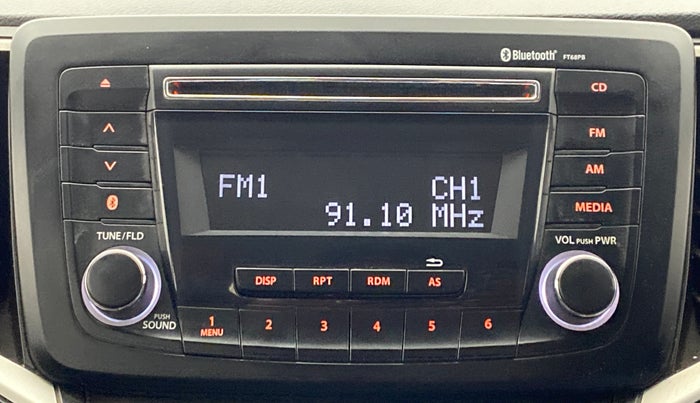 Bluetooth® FT68PB
CD
FM
AM
MEDIA
FM1 CH1
91.10 MHz
TUNE/FLD
VOL PUSH PWR
DISP RPT RDM AS
PUSH
SOUND
1 2 3 4 5 6
MENU